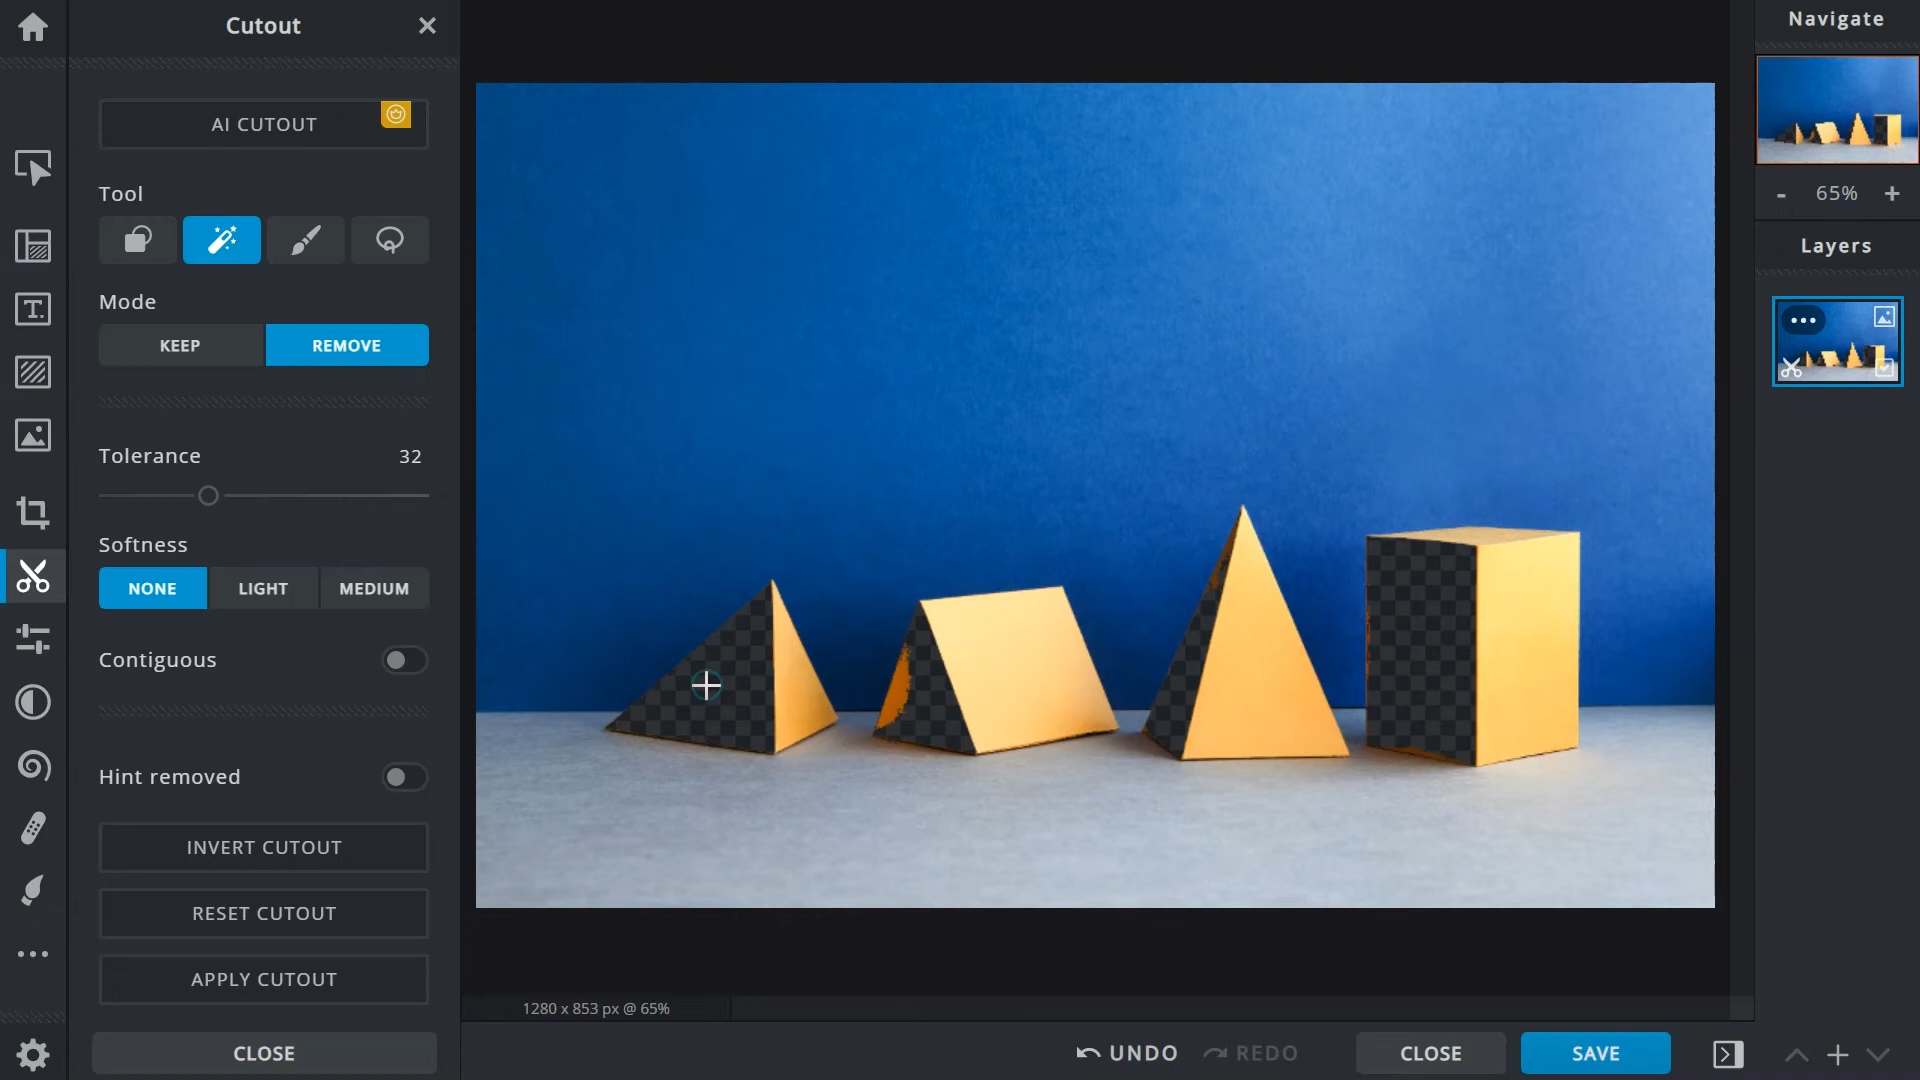 Cutout
AI CUTOUT
Tool
Mode
KEEP
REMOVE
Tolerance
32
Softness
NONE
LIGHT
MEDIUM
Contiguous
Hint removed
INVERT CUTOUT
RESET CUTOUT
APPLY CUTOUT
CLOSE
1280 x 853 px @ 65%
UNDO
REDO
CLOSE
SAVE
Navigate
- 65% +
Layers